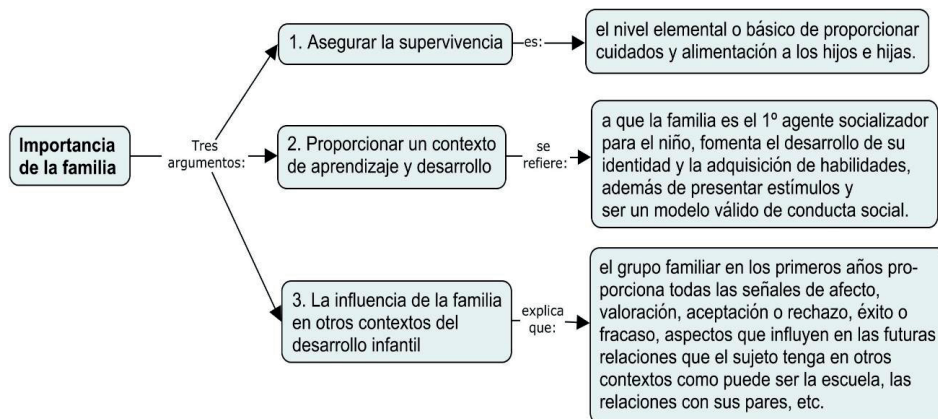 Importancia
de la familia
Tres
argumentos:
1. Asegurar la supervivencia
es:
el nivel elemental o básico de proporcionar
cuidados y alimentación a los hijos e hijas.
2. Proporcionar un contexto
de aprendizaje y desarrollo
se
refiere:
a que la familia es el 1º agente socializador
para el niño, fomenta el desarrollo de su
identidad y la adquisición de habilidades,
además de presentar estímulos y
ser un modelo válido de conducta social.
3. La influencia de la familia
en otros contextos del
desarrollo infantil
explica
que:
el grupo familiar en los primeros años pro-
porciona todas las señales de afecto,
valoración, aceptación o rechazo, éxito o
fracaso, aspectos que influyen en las futuras
relaciones que el sujeto tenga en otros
contextos como puede ser la escuela, las
relaciones con sus pares, etc.